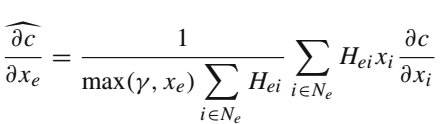 $$\widehat{\frac{\partial c}{\partial x_e}} = \frac{1}{\max(\gamma, x_e) \sum_{i \in N_e} H_{ei}} \sum_{i \in N_e} H_{ei} x_i \frac{\partial c}{\partial x_i}$$